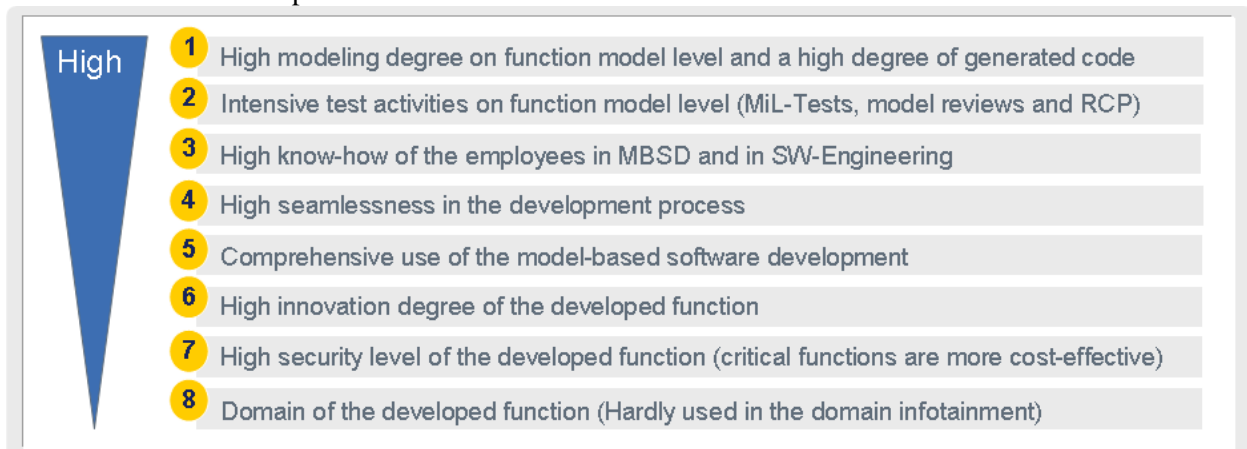 High
1 High modeling degree on function model level and a high degree of generated code
2 Intensive test activities on function model level (MiL-Tests, model reviews and RCP)
3 High know-how of the employees in MBSD and in SW-Engineering
4 High seamlessness in the development process
5 Comprehensive use of the model-based software development
6 High innovation degree of the developed function
7 High security level of the developed function (critical functions are more cost-effective)
8 Domain of the developed function (Hardly used in the domain infotainment)